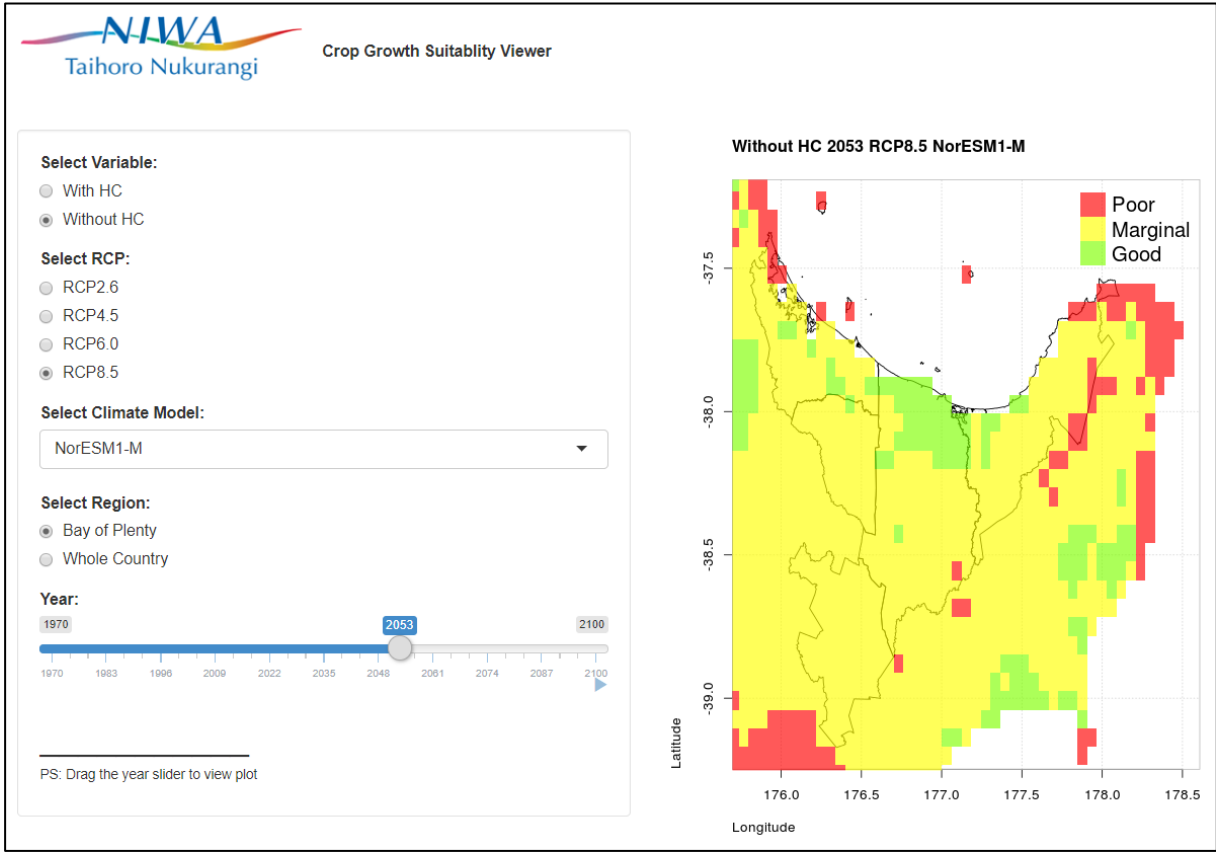 NIWA
Taihoro Nukurangi
Crop Growth Suitablity Viewer
Select Variable:
With HC
Without HC
Select RCP:
RCP2.6
RCP4.5
RCP6.0
RCP8.5
Select Climate Model:
NorESM1-M
Select Region:
Bay of Plenty
Whole Country
Year:
1970 2053 2100
1970 1983 1996 2009 2022 2035 2048 2061 2074 2087 2100
PS: Drag the year slider to view plot
Without HC 2053 RCP8.5 NorESM1-M
Poor
Marginal
Good
-37.5
-38.0
-38.5
-39.0
Latitude
176.0 176.5 177.0 177.5 178.0 178.5
Longitude